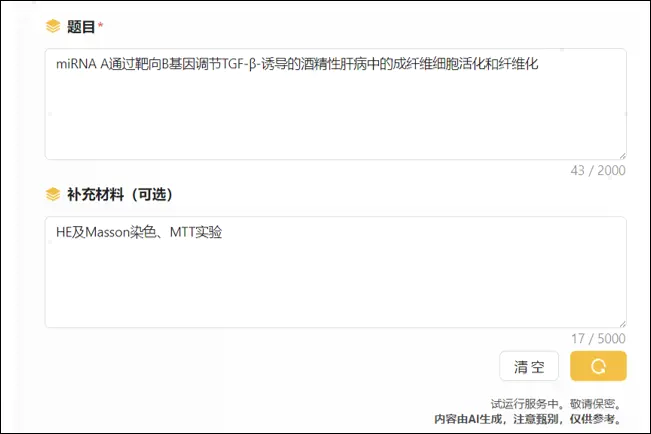 题目*
miRNA A通过靶向B基因调节TGF-β-诱导的酒精性肝病中的成纤维细胞活化和纤维化
43 / 2000
补充材料（可选）
HE及Masson染色、MTT实验
17 / 5000
清空
试运行服务中。敬请保密。
内容由AI生成，注意甄别，仅供参考。